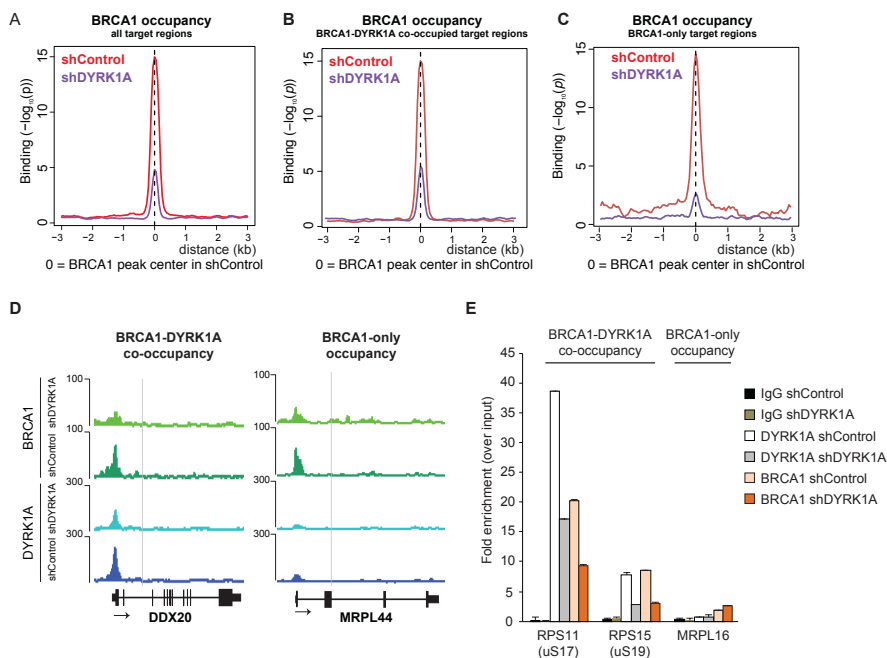 A
BRCA1 occupancy
all target regions
shControl
shDYRK1A
Binding (−log10(p))
0
5
10
15
−3
−2
−1
0
1
2
3
distance (kb)
0 = BRCA1 peak center in shControl
B
BRCA1 occupancy
BRCA1-DYRK1A co-occupied target regions
shControl
shDYRK1A
Binding (−log10(p))
0
5
10
15
−3
−2
−1
0
1
2
3
distance (kb)
0 = BRCA1 peak center in shControl
C
BRCA1 occupancy
BRCA1-only target regions
shControl
shDYRK1A
Binding (−log10(p))
0
5
10
15
−3
−2
−1
0
1
2
3
distance (kb)
0 = BRCA1 peak center in shControl
D
BRCA1-DYRK1A
co-occupancy
BRCA1-only
occupancy
BRCA1
shControl shDYRK1A
DYRK1A
shControl shDYRK1A
100
100
300
300
100
100
300
300
DDX20
MRPL44
E
BRCA1-DYRK1A
co-occupancy
BRCA1-only
occupancy
Fold enrichment (over input)
45
40
35
30
25
20
15
10
5
0
RPS11
(uS17)
RPS15
(uS19)
MRPL16
IgG shControl
IgG shDYRK1A
DYRK1A shControl
DYRK1A shDYRK1A
BRCA1 shControl
BRCA1 shDYRK1A